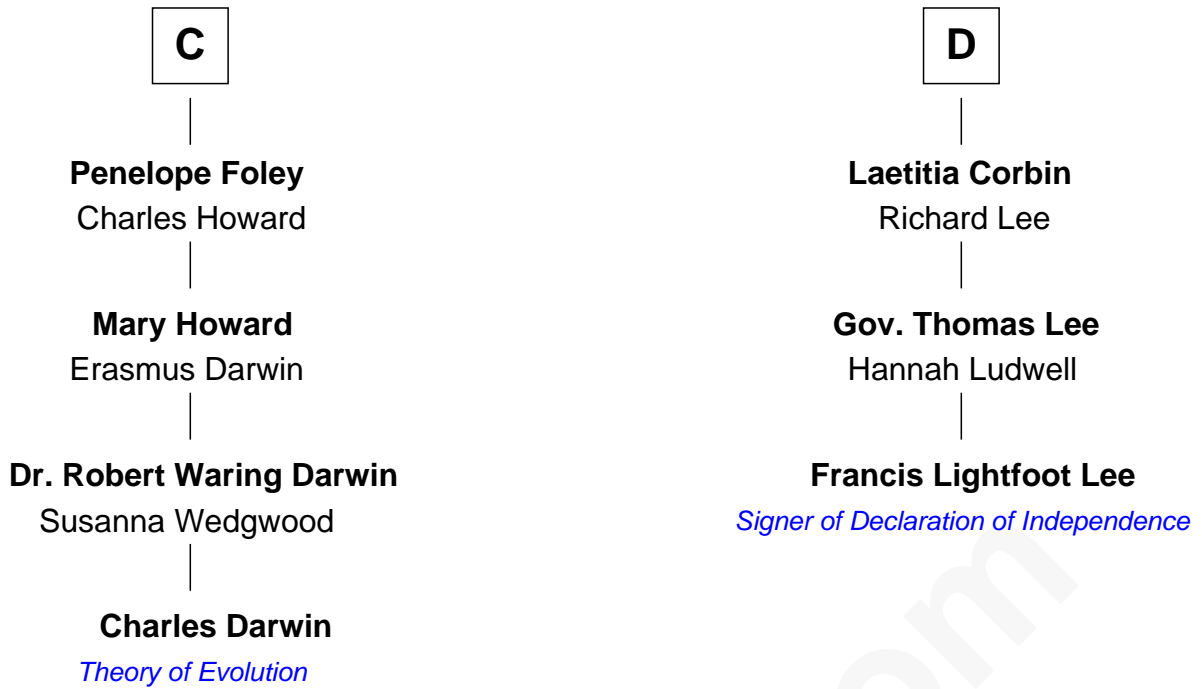 C
Penelope Foley
Charles Howard
Mary Howard
Erasmus Darwin
Dr. Robert Waring Darwin
Susanna Wedgwood
Charles Darwin
Theory of Evolution
D
Laetitia Corbin
Richard Lee
Gov. Thomas Lee
Hannah Ludwell
Francis Lightfoot Lee
Signer of Declaration of Independence
om